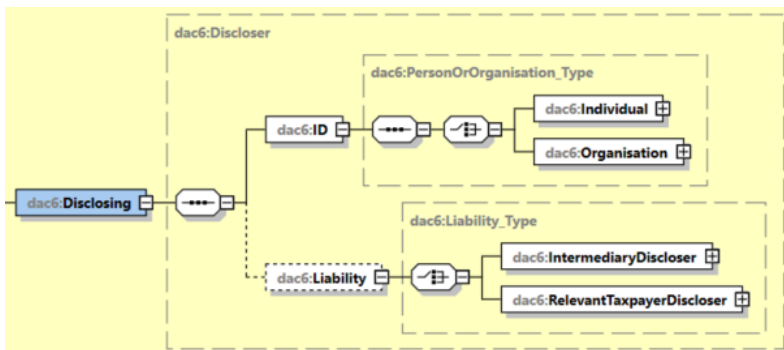 dac6:Discloser
dac6:PersonOrOrganisation_Type
dac6:Individual
dac6:ID
dac6:Organisation
dac6:Disclosing
dac6:Liability_Type
dac6:IntermediaryDiscloser
dac6:Liability
dac6:RelevantTaxpayerDiscloser